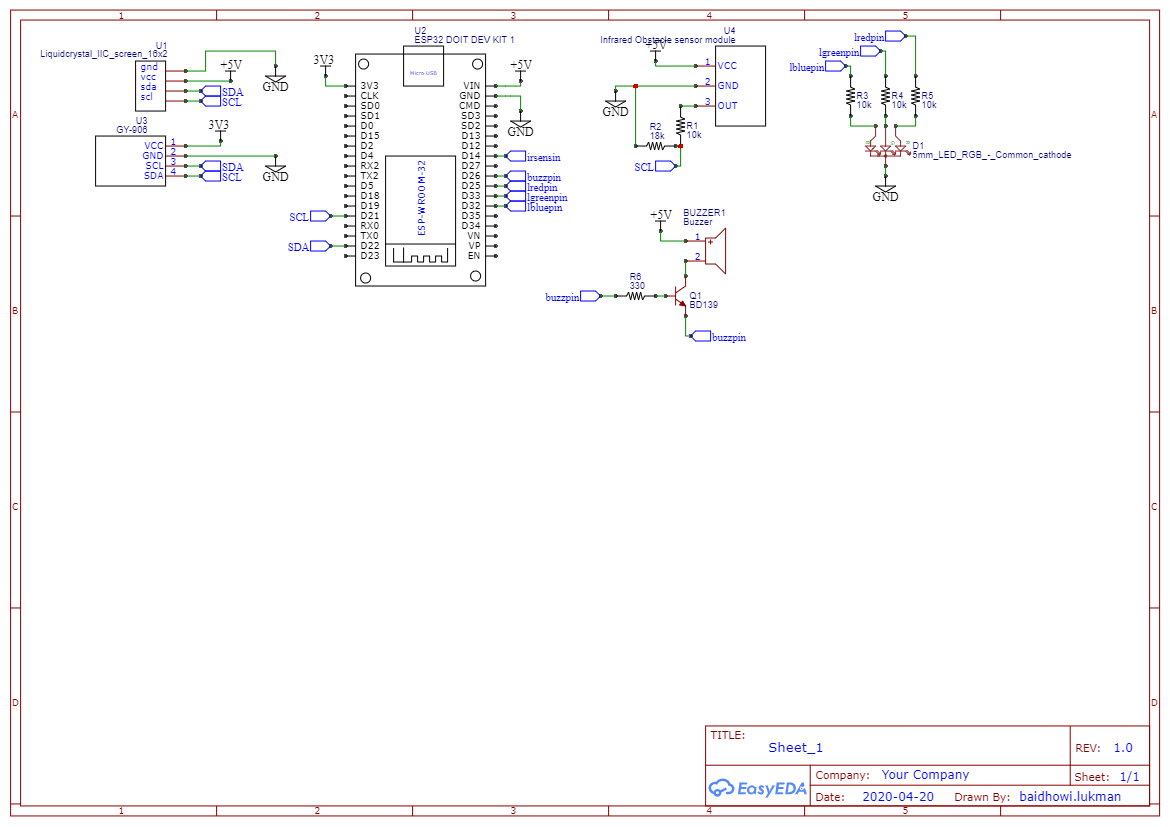 1 2 3 4 5
A B C D
A B C D
1 2 3 4 5
U1
Liquidcrystal_IIC_screen_16x2
gnd
vcc
sda
scl
+5V
GND
SDA
SCL
U3
GY-906
VCC 1
GND 2
SCL 3
SDA 4
3V3
GND
SDA
SCL
U2
ESP32 DOIT DEV KIT 1
Micro USB
ESP-WROOM-32
3V3
3V3
CLK
SD0
SD1
D0
D15
D2
D4
RX2
TX2
D5
D18
D19
D21
RX0
TX0
D22
D23
SCL
SDA
VIN
GND
CMD
SD3
SD2
D13
D12
D14
D27
D26
D25
D33
D32
D35
D34
VN
VP
EN
+5V
GND
irsensin
buzzpin
lredpin
lgreenpin
lbluepin
U4
Infrared Obstacle sensor module
+5V
1 VCC
2 GND
3 OUT
GND
R2
18k
R1
10k
SCL
lredpin
lgreenpin
lbluepin
R3
10k
R4
10k
R5
10k
D1
5mm_LED_RGB_-_Common_cathode
GND
+5V
BUZZER1
Buzzer
1
2
+
R6
330
buzzpin
Q1
BD139
buzzpin
TITLE:
Sheet_1
REV: 1.0
Company: Your Company
Sheet: 1/1
EasyEDA
Date: 2020-04-20 Drawn By: baidhowi.lukman